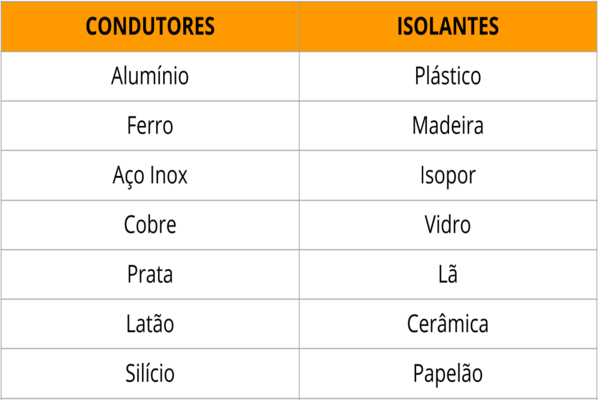 CONDUTORES ISOLANTES
Alumínio Plástico
Ferro Madeira
Aço Inox Isopor
Cobre Vidro
Prata Lã
Latão Cerâmica
Silício Papelão